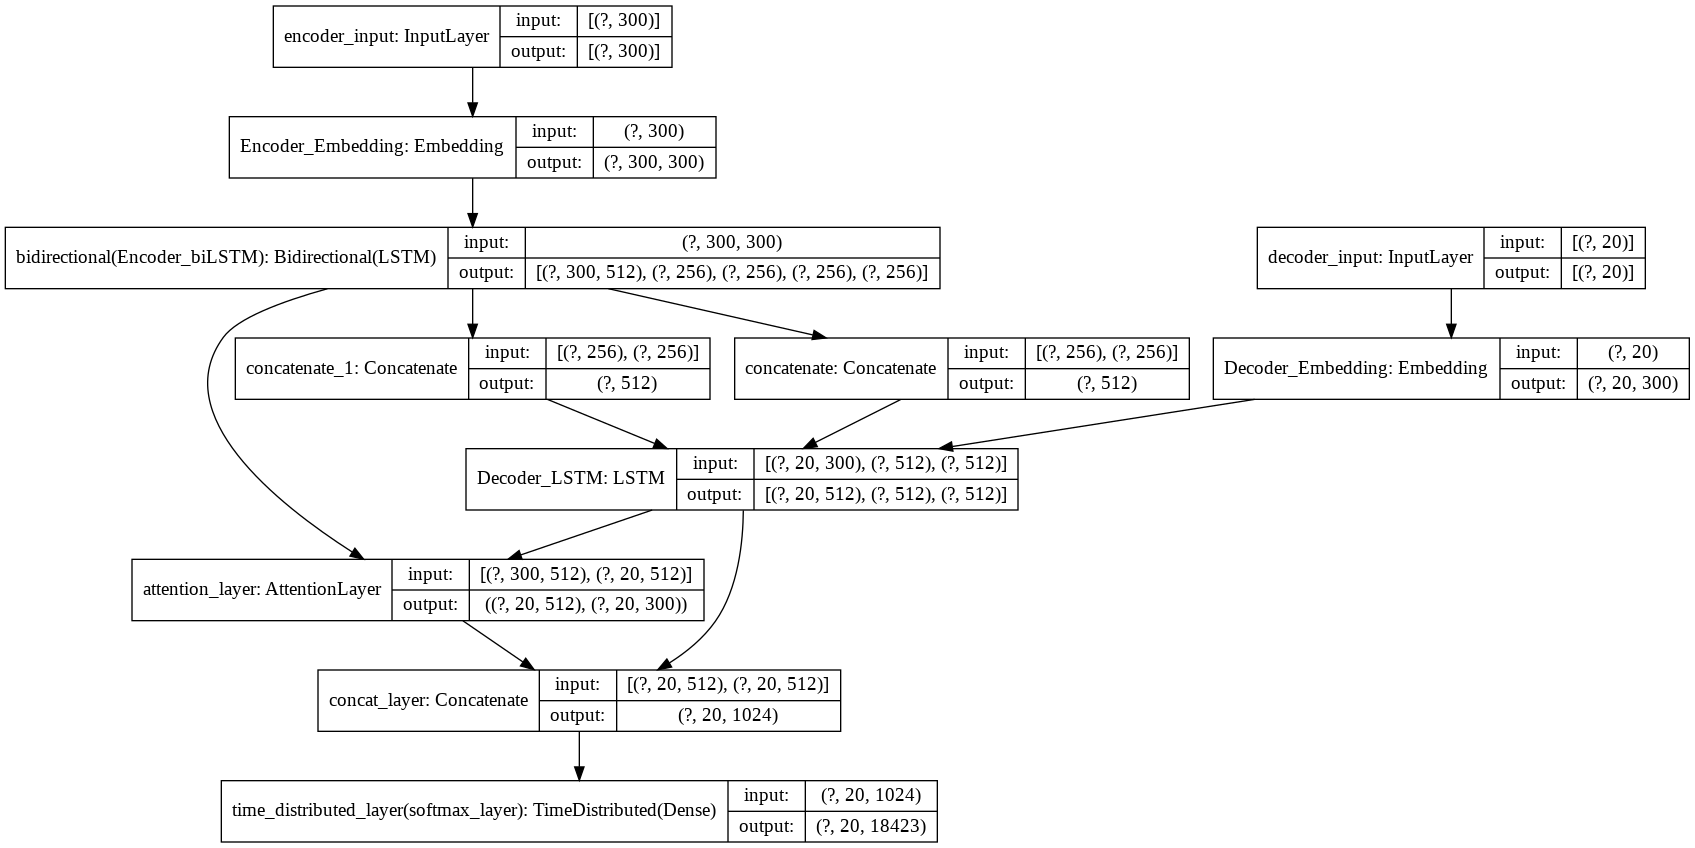 encoder_input: InputLayer
input: [(?, 300)]
output: [(?, 300)]
Encoder_Embedding: Embedding
input: (?, 300)
output: (?, 300, 300)
bidirectional(Encoder_biLSTM): Bidirectional(LSTM)
input: (?, 300, 300)
output: [(?, 300, 512), (?, 256), (?, 256), (?, 256), (?, 256)]
decoder_input: InputLayer
input: [(?, 20)]
output: [(?, 20)]
concatenate_1: Concatenate
input: [(?, 256), (?, 256)]
output: (?, 512)
concatenate: Concatenate
input: [(?, 256), (?, 256)]
output: (?, 512)
Decoder_Embedding: Embedding
input: (?, 20)
output: (?, 20, 300)
Decoder_LSTM: LSTM
input: [(?, 20, 300), (?, 512), (?, 512)]
output: [(?, 20, 512), (?, 512), (?, 512)]
attention_layer: AttentionLayer
input: [(?, 300, 512), (?, 20, 512)]
output: ((?, 20, 512), (?, 20, 300))
concat_layer: Concatenate
input: [(?, 20, 512), (?, 20, 512)]
output: (?, 20, 1024)
time_distributed_layer(softmax_layer): TimeDistributed(Dense)
input: (?, 20, 1024)
output: (?, 20, 18423)